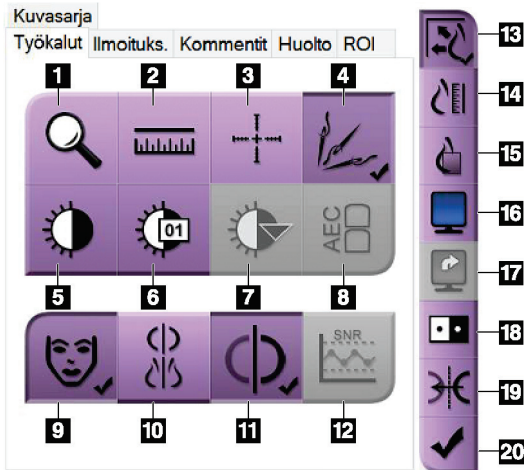 Kuvasarja
Työkalut Ilmoituks. Kommentit Huolto ROI
1 2 3 4
01
AEC
5 6 7 8
SNR
9 10 11 12
13
14
15
16
17
18
19
20